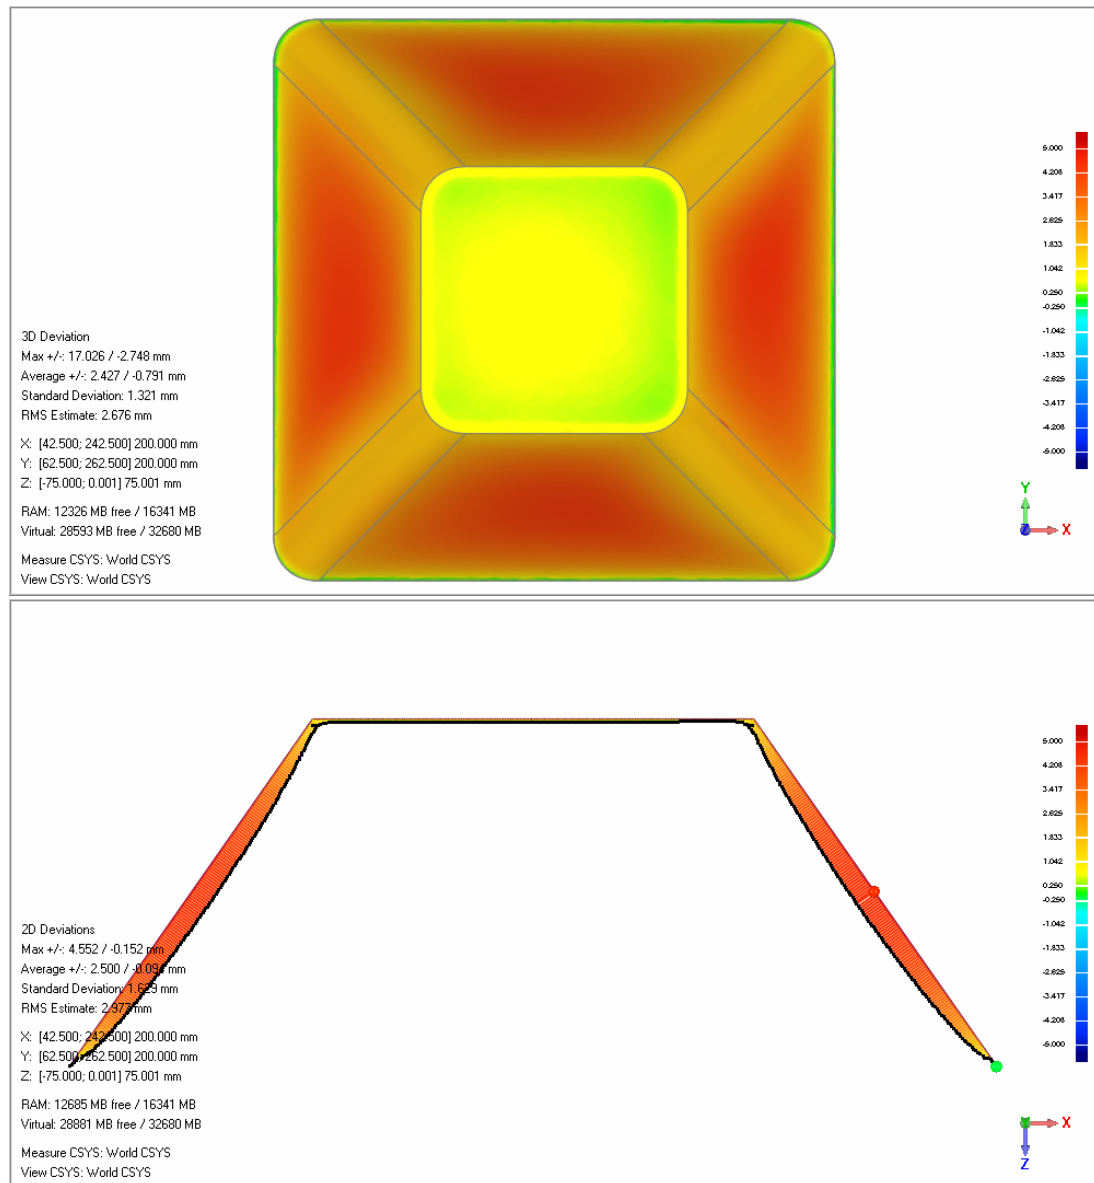 5.000
4.208
3.417
2.625
1.833
1.042
0.250
-0.250
-1.042
-1.833
-2.625
-3.417
-4.208
-5.000
3D Deviation
Max +/-: 17.026 / -2.748 mm
Average +/-: 2.427 / -0.791 mm
Standard Deviation: 1.321 mm
RMS Estimate: 2.676 mm
X: [42.500; 242.500] 200.000 mm
Y: [62.500; 262.500] 200.000 mm
Z: [-75.000; 0.001] 75.001 mm
RAM: 12326 MB free / 16341 MB
Virtual: 28593 MB free / 32680 MB
Measure CSYS: World CSYS
View CSYS: World CSYS
Y
Z X
5.000
4.208
3.417
2.625
1.833
1.042
0.250
-0.250
-1.042
-1.833
-2.625
-3.417
-4.208
-5.000
2D Deviations
Max +/-: 4.552 / -0.152 mm
Average +/-: 2.500 / -0.094 mm
Standard Deviation: 1.629 mm
RMS Estimate: 2.977 mm
X: [42.500; 242.500] 200.000 mm
Y: [62.500; 262.500] 200.000 mm
Z: [-75.000; 0.001] 75.001 mm
RAM: 12685 MB free / 16341 MB
Virtual: 28881 MB free / 32680 MB
Measure CSYS: World CSYS
View CSYS: World CSYS
Y X
Z